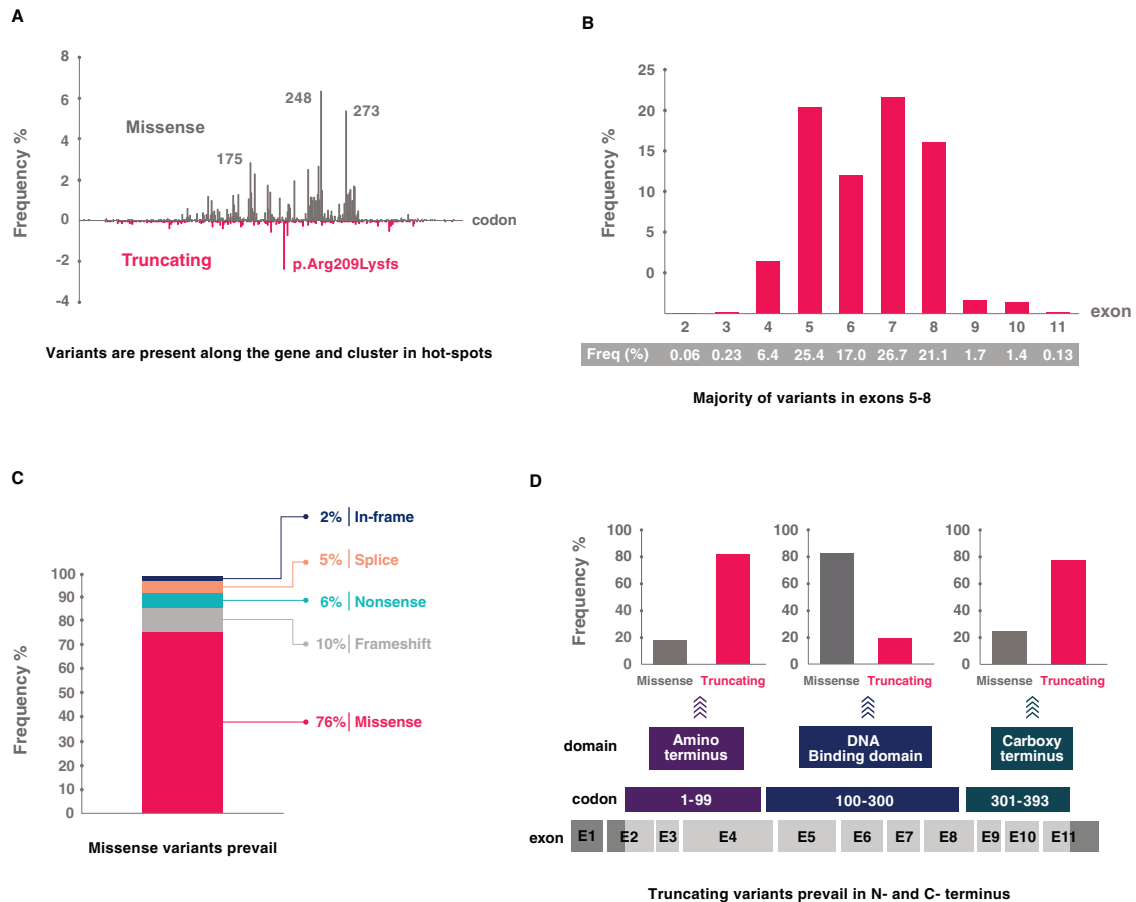 A
8
6
4
2
0
-2
-4
Frequency %
Missense
175
248
273
codon
Truncating
p.Arg209Lysfs
Variants are present along the gene and cluster in hot-spots
B
25
20
15
20
25
0
Frequency %
2 3 4 5 6 7 8 9 10 11
exon
Freq (%) 0.06 0.23 6.4 25.4 17.0 26.7 21.1 1.7 1.4 0.13
Majority of variants in exons 5-8
C
100
90
80
70
60
50
40
30
20
10
0
Frequency %
2% In-frame
5% Splice
6% Nonsense
10% Frameshift
76% Missense
Missense variants prevail
D
Frequency %
100
80
60
40
20
0
Missense Truncating
100
80
60
40
20
0
Missense Truncating
100
80
60
40
20
0
Missense Truncating
domain
Amino
terminus
DNA
Binding domain
Carboxy
terminus
codon
1-99
100-300
301-393
exon
E1 E2 E3 E4 E5 E6 E7 E8 E9 E10 E11
Truncating variants prevail in N- and C- terminus